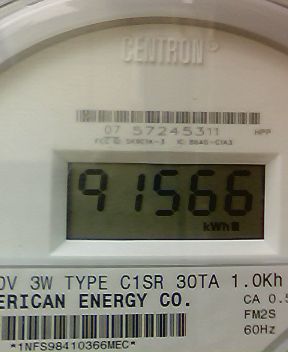 CENTRON®
07 57245311 HPP
91566
kWh
0V 3W TYPE C1SR 30TA 1.0Kh
ERICAN ENERGY CO.
CA 0.5
FM2S
60Hz
*1NFS98410366MEC*